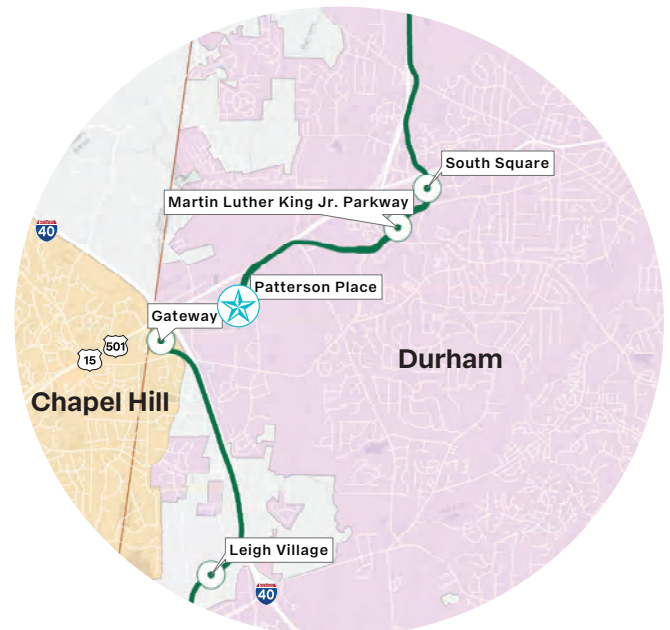 South Square
Martin Luther King Jr. Parkway
40
Patterson Place
Gateway
501
15
Durham
Chapel Hill
Leigh Village
40